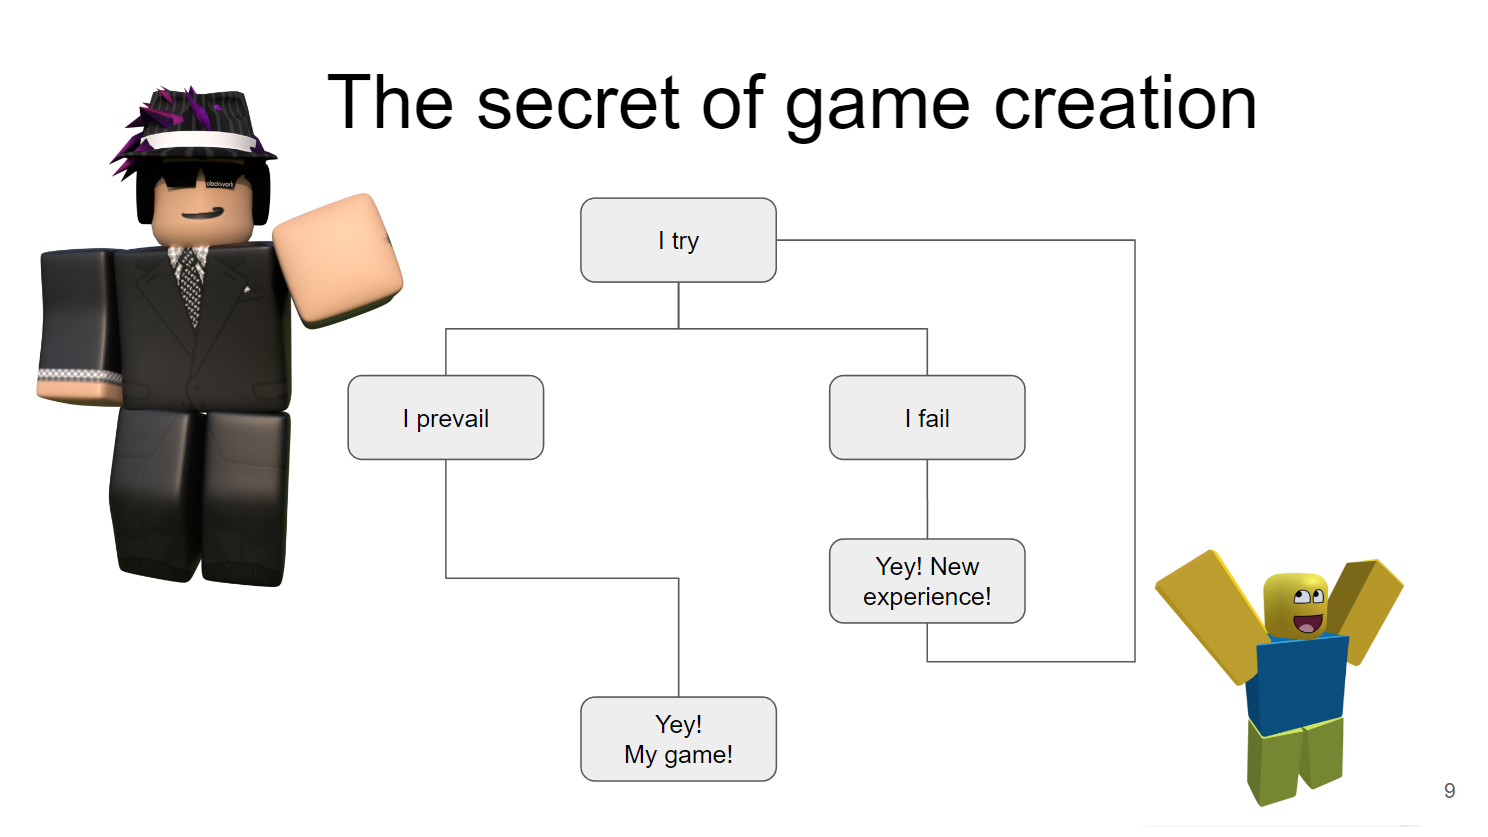 The secret of game creation
clockwork
I try
I prevail
I fail
Yey! New
experience!
Yey!
My game!
9